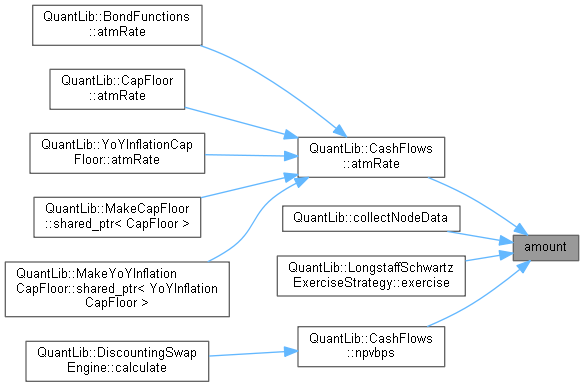 QuantLib::BondFunctions
::atmRate
QuantLib::CapFloor
::atmRate
QuantLib::YoYInflationCap
Floor::atmRate
QuantLib::MakeCapFloor
::shared_ptr< CapFloor >
QuantLib::MakeYoYInflation
CapFloor::shared_ptr< YoYInflation
CapFloor >
QuantLib::DiscountingSwap
Engine::calculate
QuantLib::CashFlows
::atmRate
QuantLib::collectNodeData
QuantLib::LongstaffSchwartz
ExerciseStrategy::exercise
QuantLib::CashFlows
::npvbps
amount